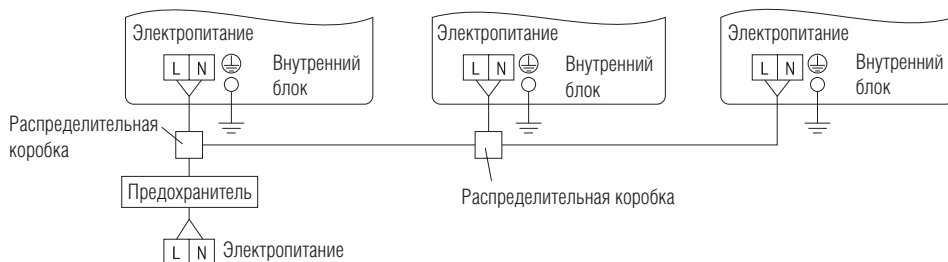 Электропитание
L N
Внутренний
блок
Электропитание
L N
Внутренний
блок
Электропитание
L N
Внутренний
блок
Распределительная
коробка
Распределительная коробка
Предохранитель
L N Электропитание